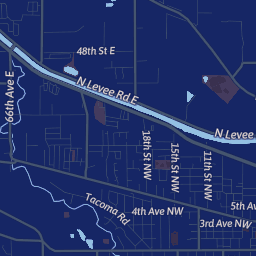 48th St E
N Levee Rd E
66th Ave E
N Levee
18th St NW
15th St NW
11th St NW
Tacoma Rd
4th Ave NW
5th Av
3rd Ave NW